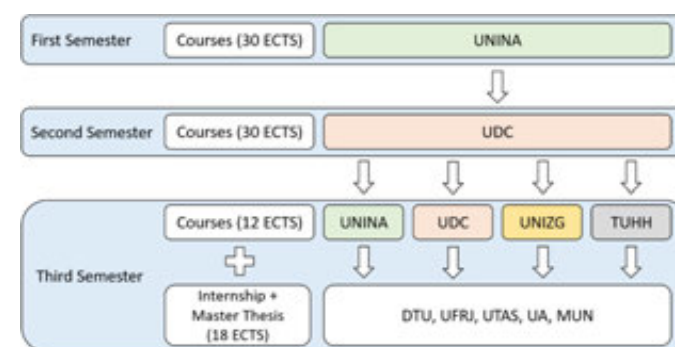 First Semester
Courses (30 ECTS)
UNINA
Second Semester
Courses (30 ECTS)
UDC
Third Semester
Courses (12 ECTS)
UNINA
UDC
UNIZG
TUHH
Internship +
Master Thesis
(18 ECTS)
DTU, UFRJ, UTAS, UA, MUN